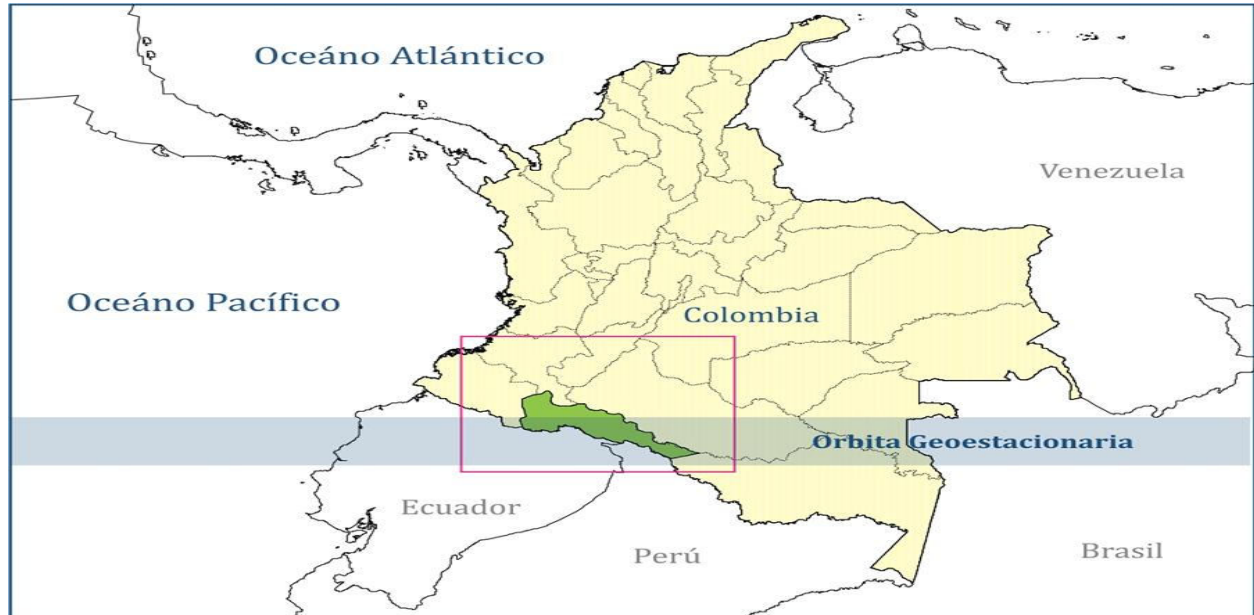 Oceáno Atlántico
Venezuela
Oceáno Pacífico
Colombia
Orbita Geoestacionaria
Ecuador
Perú
Brasil